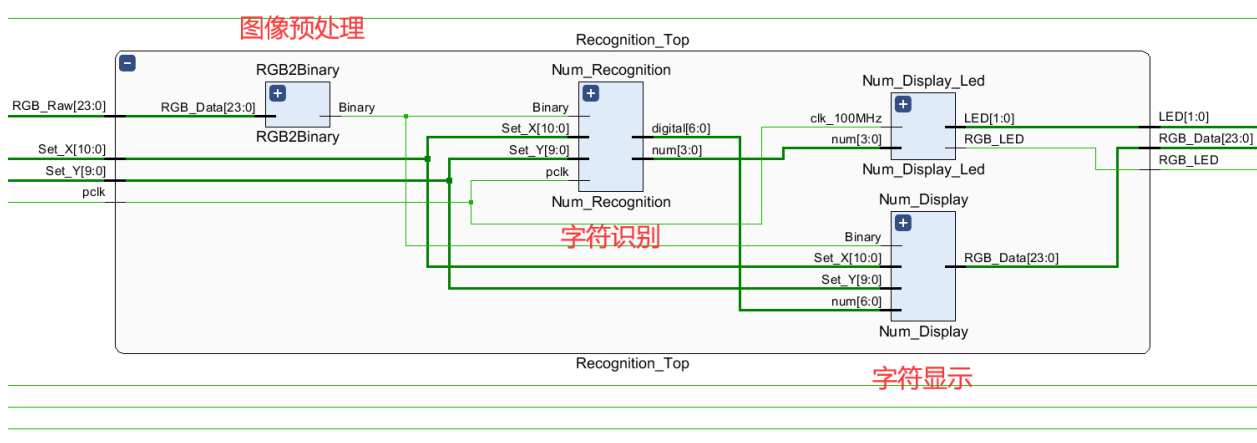 图像预处理
Recognition_Top
RGB2Binary
Num_Recognition
Num_Display_Led
RGB_Raw[23:0]
RGB_Data[23:0]
Binary
RGB2Binary
Binary
Set_X[10:0]
Set_Y[9:0]
pclk
digital[6:0]
num[3:0]
Num_Recognition
clk_100MHz
num[3:0]
LED[1:0]
RGB_LED
Num_Display_Led
LED[1:0]
RGB_Data[23:0]
RGB_LED
Set_X[10:0]
Set_Y[9:0]
pclk
字符识别
Num_Display
Binary
Set_X[10:0]
Set_Y[9:0]
num[6:0]
RGB_Data[23:0]
Num_Display
Recognition_Top
字符显示